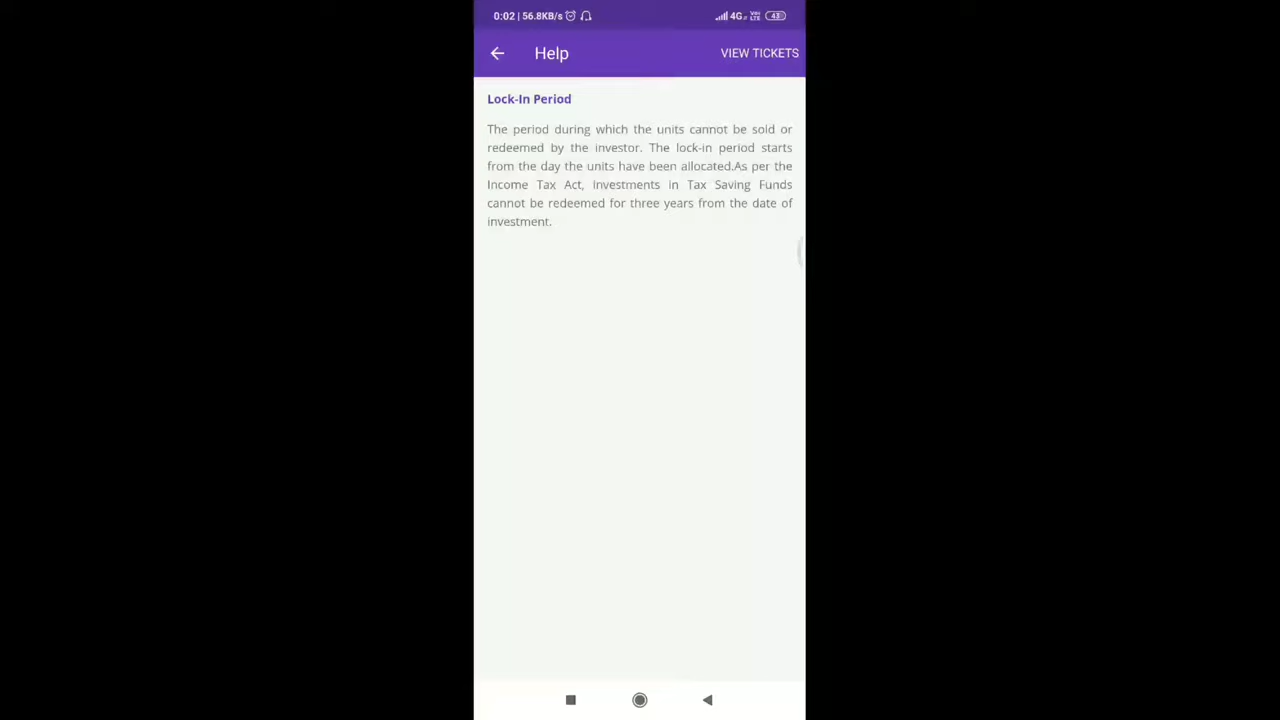 0:02 | 56.8KB/s 4G Vo LTE 43
Help VIEW TICKETS
Lock-In Period
The period during which the units cannot be sold or
redeemed by the investor. The lock-in period starts
from the day the units have been allocated.As per the
Income Tax Act, Investments in Tax Saving Funds
cannot be redeemed for three years from the date of
investment.